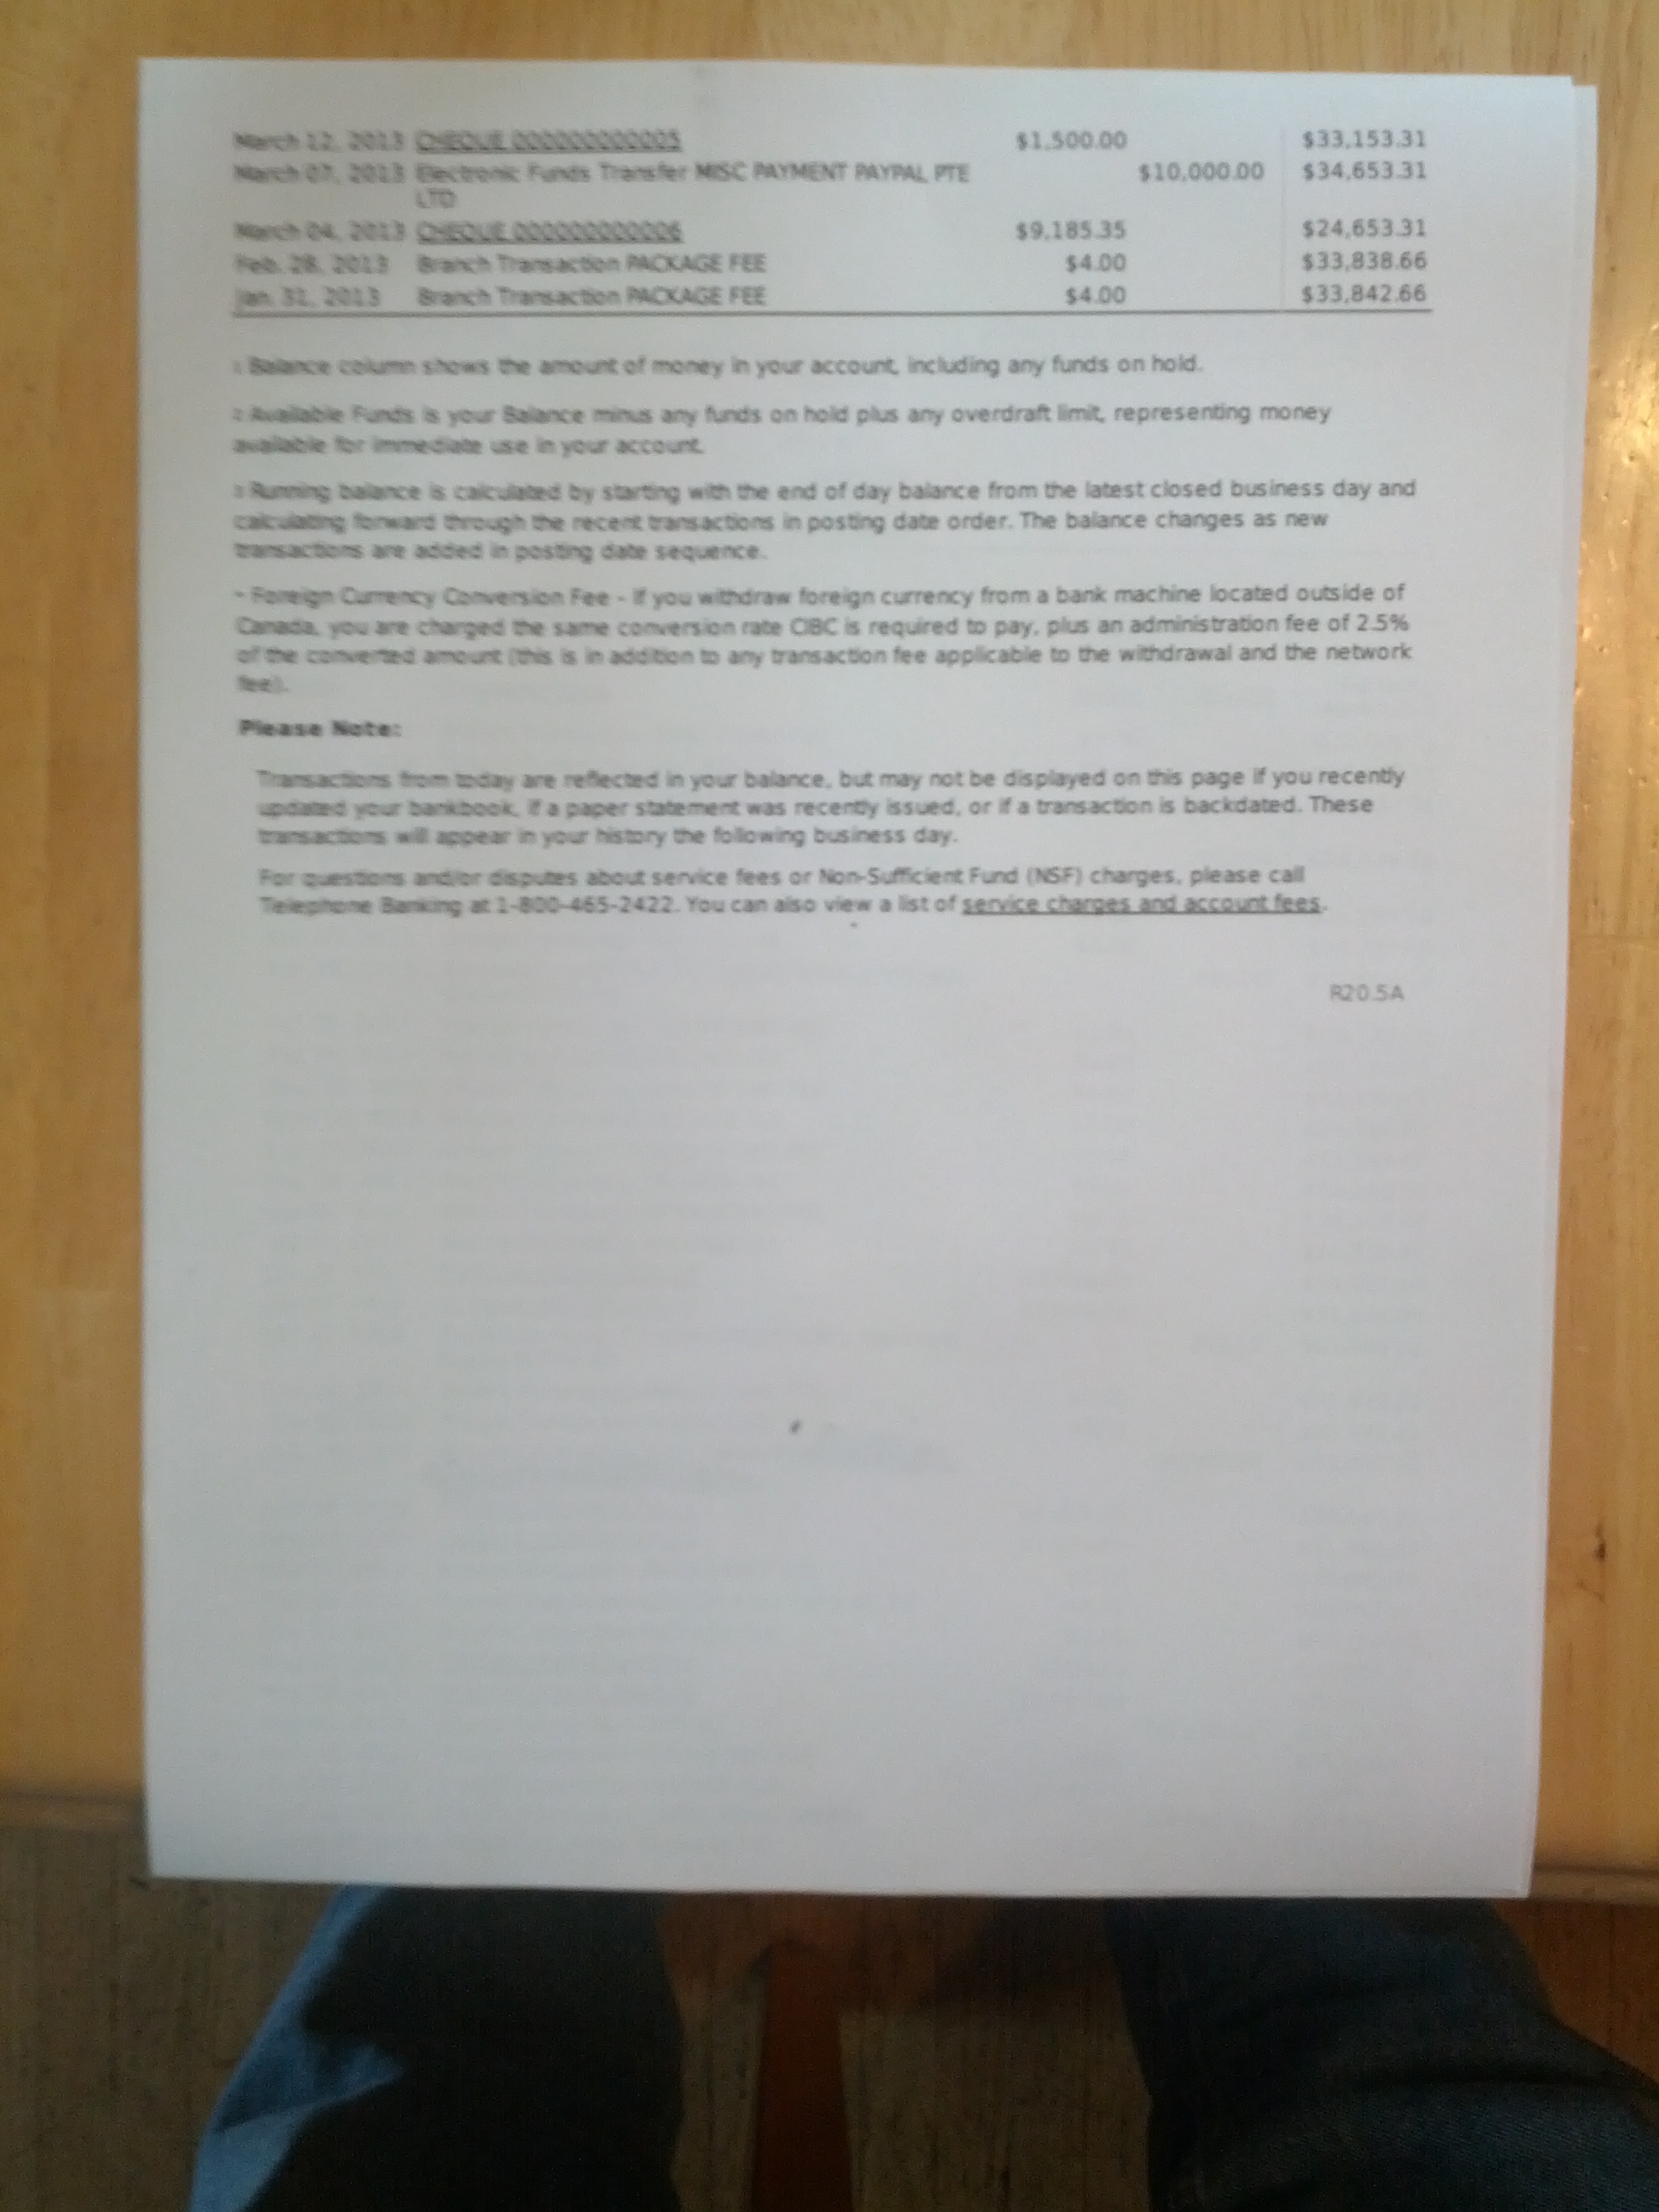 March 12, 2013 CHEQUE 000000000005 $1,500.00 $33,153.31
March 07, 2013 Electronic Funds Transfer MISC PAYMENT PAYPAL PTE $10,000.00 $34,653.31
LTD
March 04, 2013 CHEQUE 000000000006 $9,185.35 $24,653.31
Feb. 28, 2013 Branch Transaction PACKAGE FEE $4.00 $33,838.66
Jan. 31, 2013 Branch Transaction PACKAGE FEE $4.00 $33,842.66
1 Balance column shows the amount of money in your account, including any funds on hold.
2 Available Funds is your Balance minus any funds on hold plus any overdraft limit, representing money
available for immediate use in your account.
3 Running balance is calculated by starting with the end of day balance from the latest closed business day and
calculating forward through the recent transactions in posting date order. The balance changes as new
transactions are added in posting date sequence.
Foreign Currency Conversion Fee - If you withdraw foreign currency from a bank machine located outside of
Canada, you are charged the same conversion rate CIBC is required to pay, plus an administration fee of 2.5%
of the converted amount (this is in addition to any transaction fee applicable to the withdrawal and the network
fee).
Please Note:
Transactions from today are reflected in your balance, but may not be displayed on this page if you recently
updated your bankbook, if a paper statement was recently issued, or if a transaction is backdated. These
transactions will appear in your history the following business day.
For questions and/or disputes about service fees or Non-Sufficient Fund (NSF) charges, please call
Telephone Banking at 1-800-465-2422. You can also view a list of service charges and account fees.
R20.5A